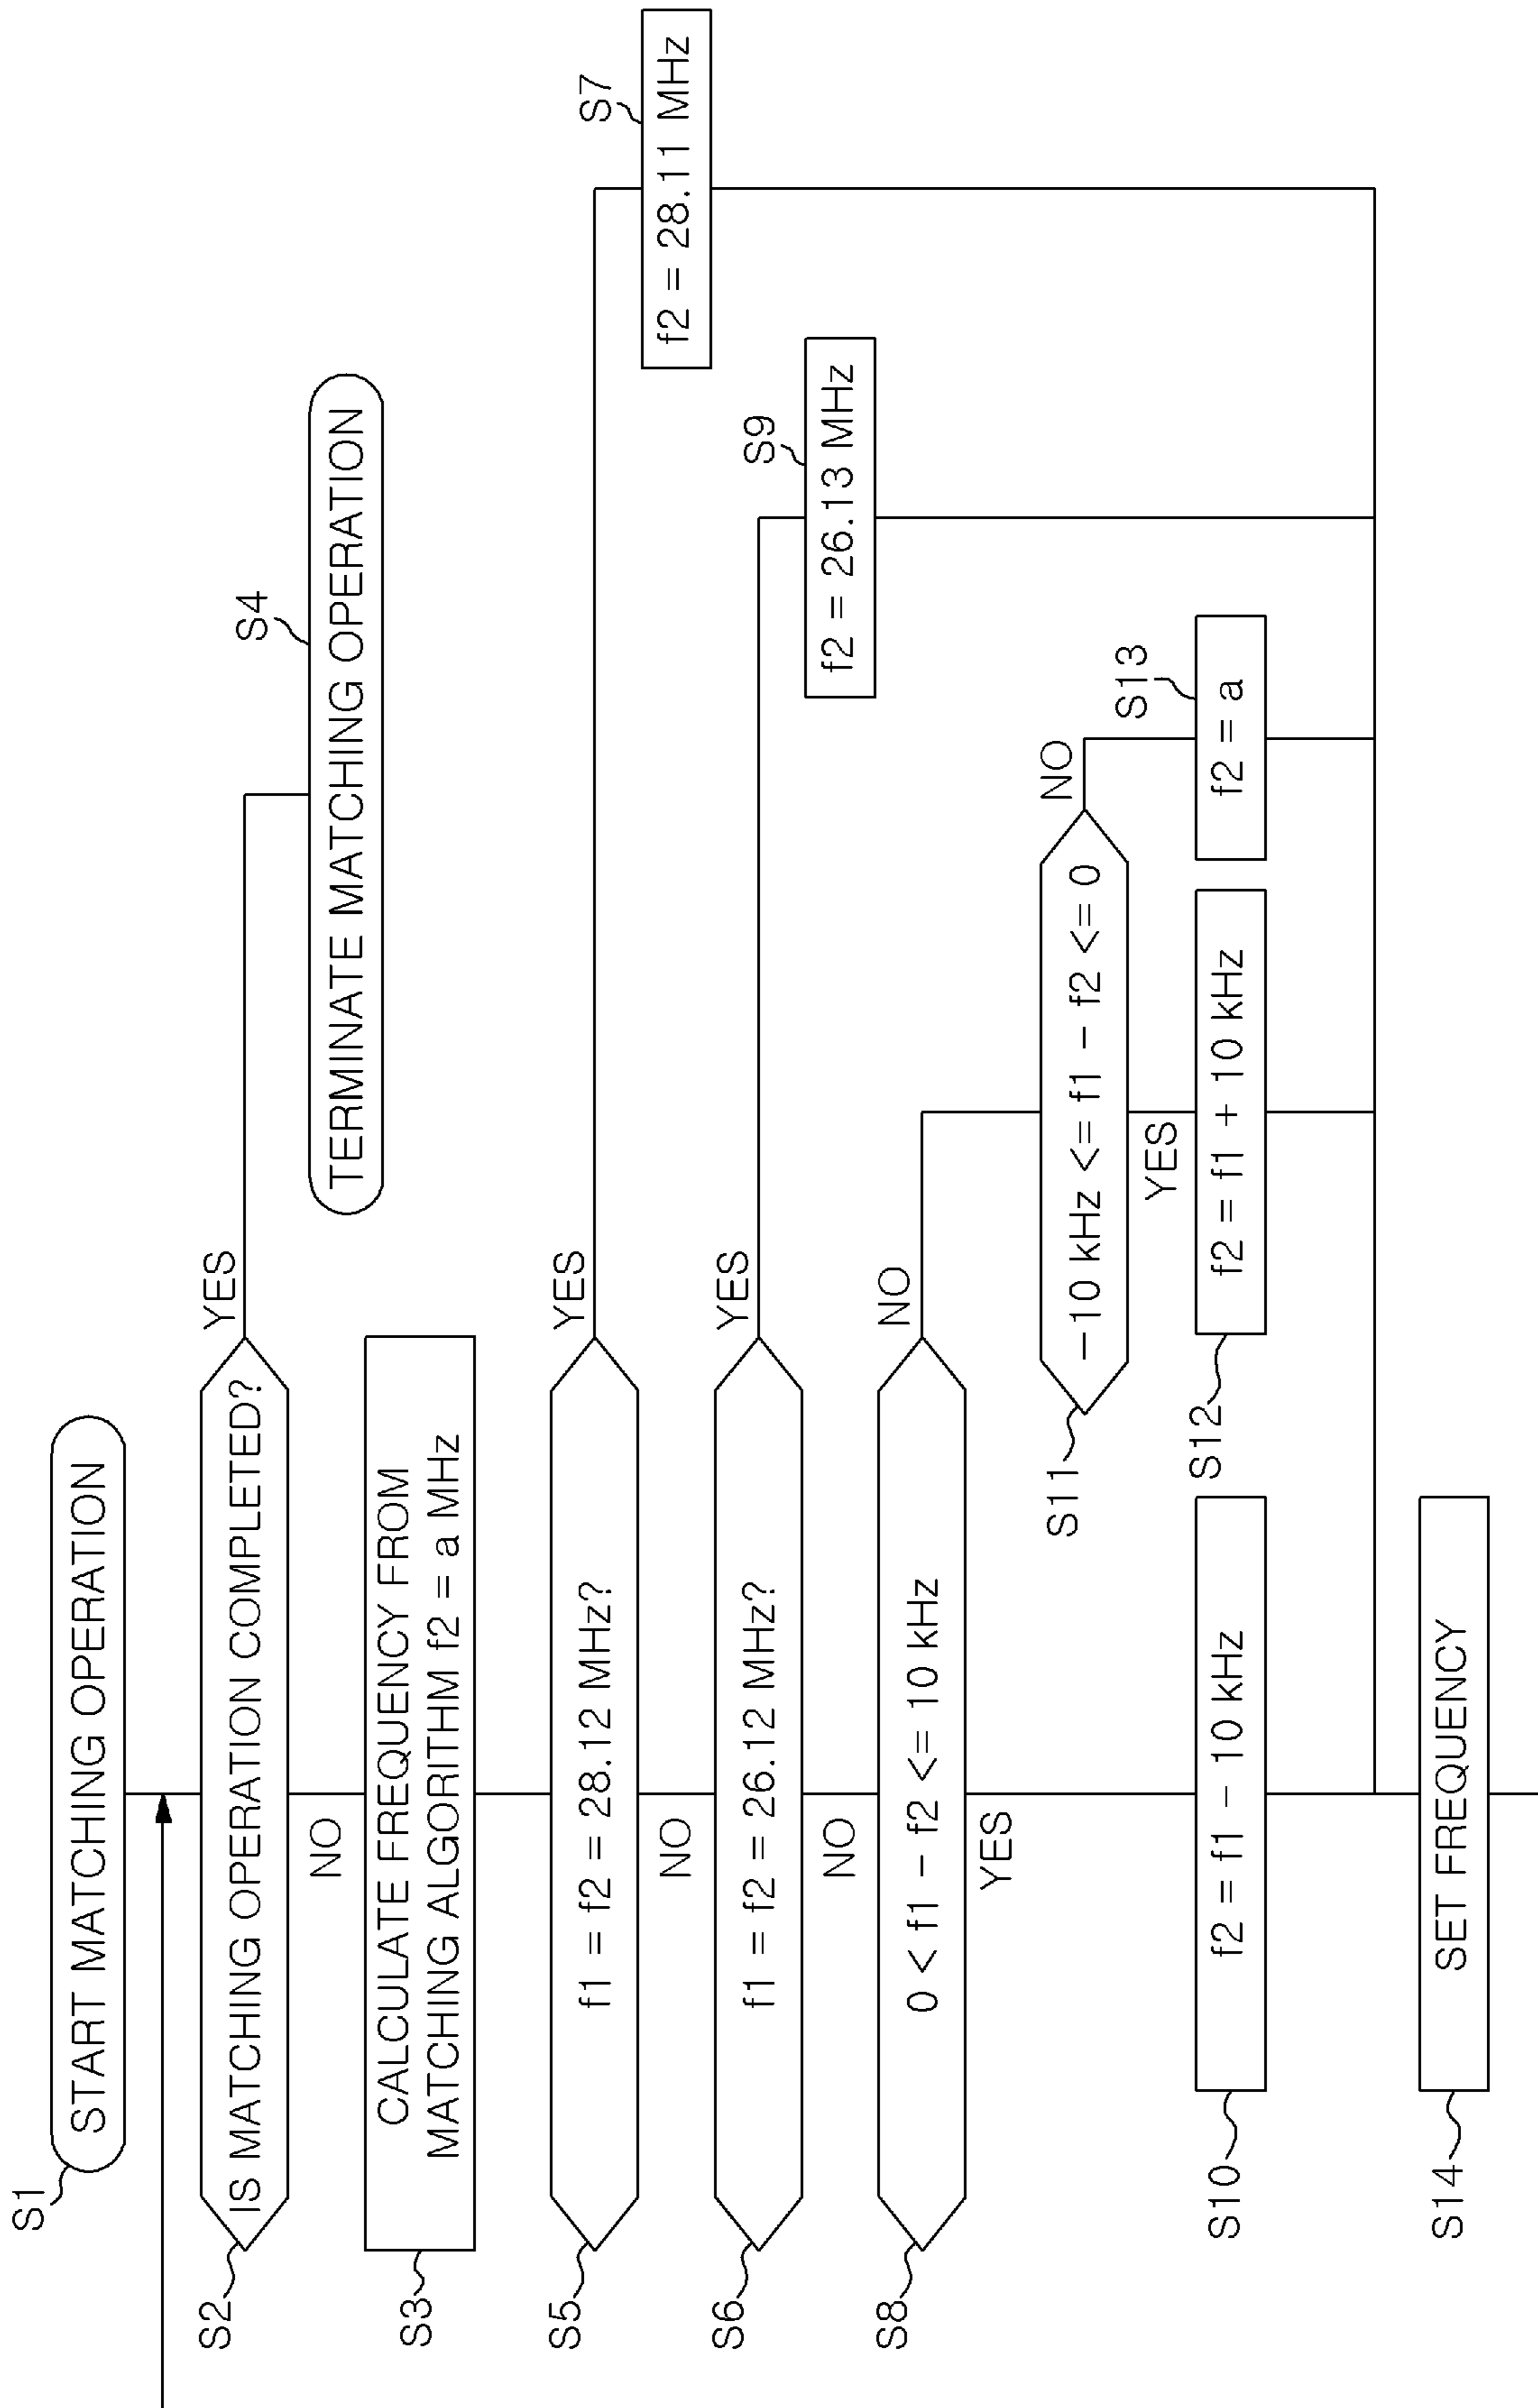 S1
START MATCHING OPERATION
S2
IS MATCHING OPERATION COMPLETED?
YES
S4
TERMINATE MATCHING OPERATION
NO
S3
CALCULATE FREQUENCY FROM
MATCHING ALGORITHM f2 = a MHz
S5
f1 = f2 = 28.12 MHz?
YES
S7
f2 = 28.11 MHz
NO
S6
f1 = f2 = 26.12 MHz?
YES
S9
f2 = 26.13 MHz
NO
S8
0 < f1 - f2 <= 10 kHz
NO
YES
S11
-10 kHz <= f1 - f2 <= 0
NO
S13
f2 = a
YES
S12
f2 = f1 + 10 kHz
S10
f2 = f1 - 10 kHz
S14
SET FREQUENCY